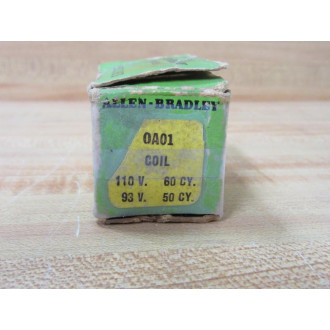 ALLEN-BRADLEY
OA01
COIL
110 V. 60 CY.
93 V. 50 CY.